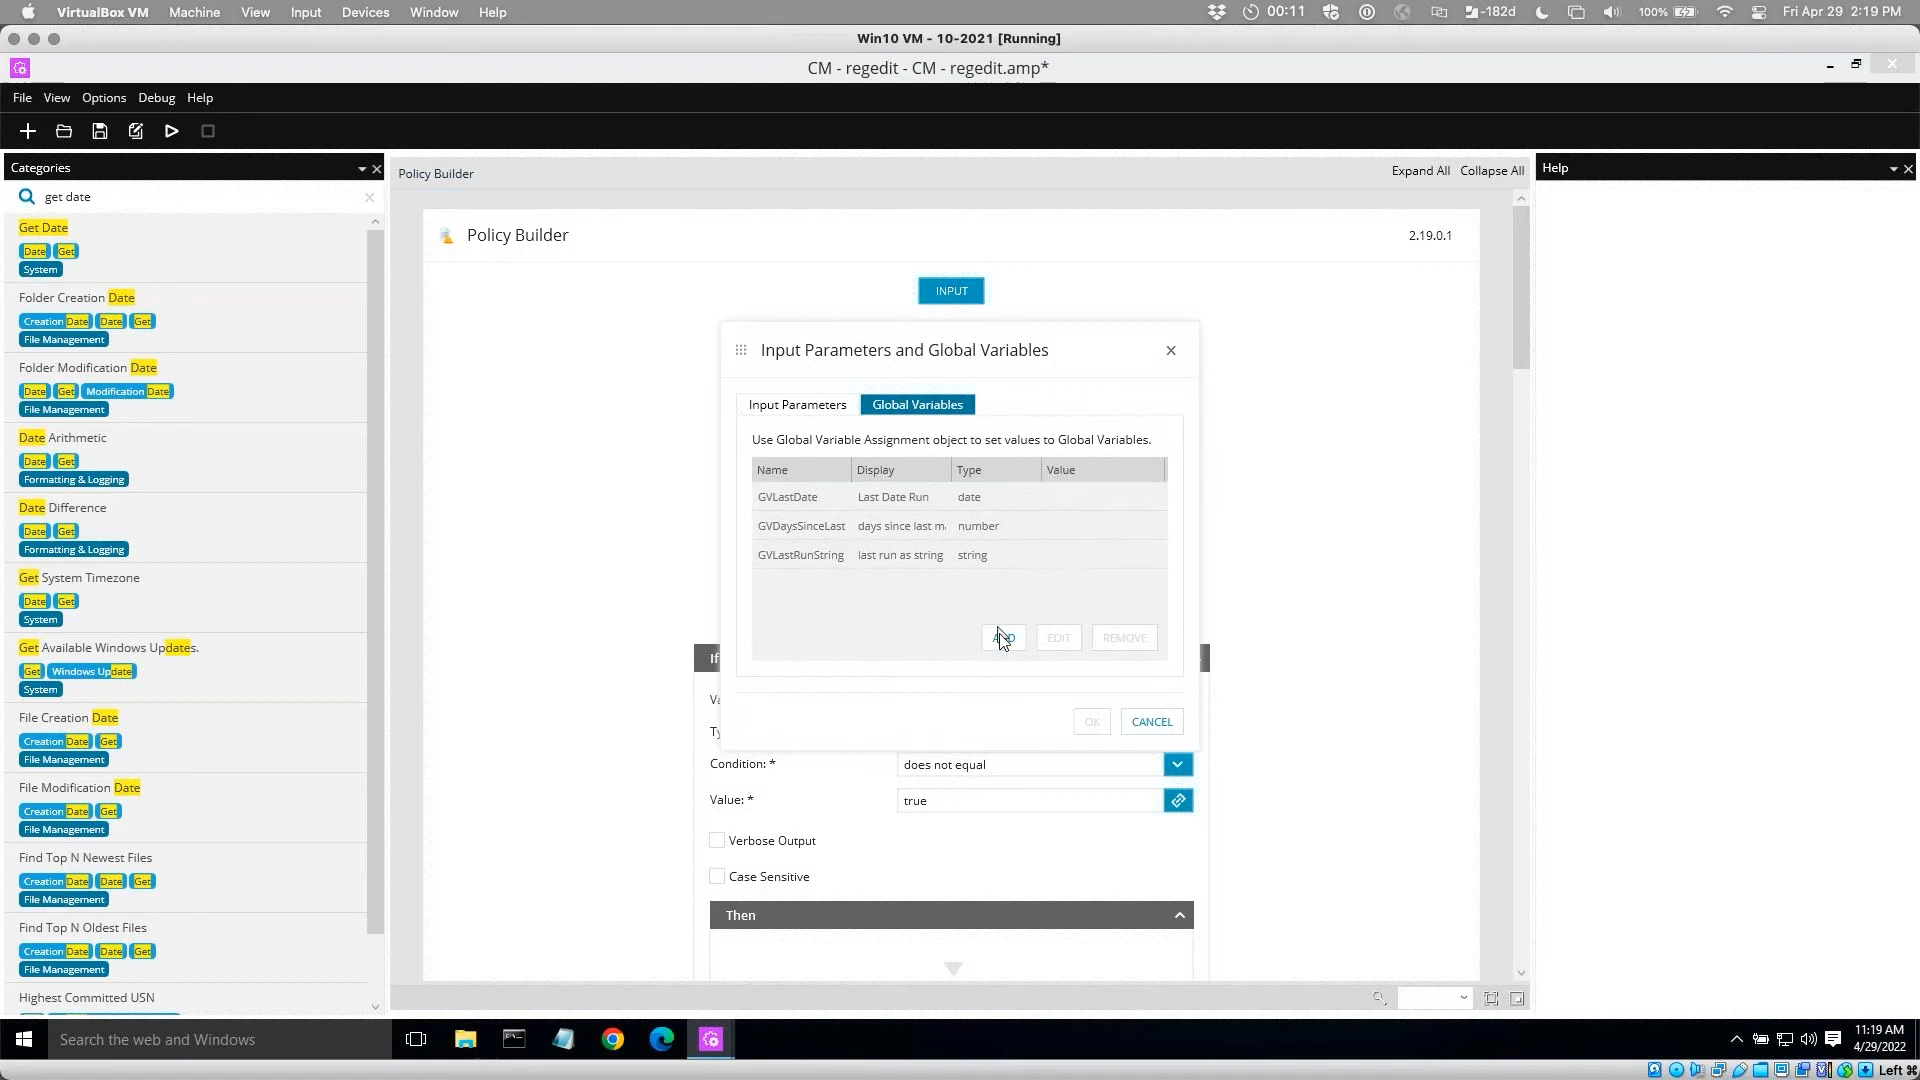 VirtualBox VM Machine View Input Devices Window Help 00:11 -182d 100% Fri Apr 29 2:19 PM
Win10 VM - 10-2021 [Running]
CM - regedit - CM - regedit.amp*
File View Options Debug Help
Categories
get date
Get Date
Date Get
System
Folder Creation Date
Creation Date Date Get
File Management
Folder Modification Date
Date Get Modification Date
File Management
Date Arithmetic
Date Get
Formatting & Logging
Date Difference
Date Get
Formatting & Logging
Get System Timezone
Date Get
System
Get Available Windows Updates.
Get Windows Update
System
File Creation Date
Creation Date Get
File Management
File Modification Date
Creation Date Get
File Management
Find Top N Newest Files
Creation Date Date Get
File Management
Find Top N Oldest Files
Creation Date Date Get
File Management
Highest Committed USN
Policy Builder
Expand All Collapse All
Policy Builder
2.19.0.1
INPUT
Input Parameters and Global Variables
Input Parameters Global Variables
Use Global Variable Assignment object to set values to Global Variables.
Name Display Type Value
GVLastDate Last Date Run date
GVDaysSinceLast days since last m number
GVLastRunString last run as string string
ADD EDIT REMOVE
OK CANCEL
If
Va
Ty
Condition: * does not equal
Value: * true
Verbose Output
Case Sensitive
Then
Help
Search the web and Windows
11:19 AM
4/29/2022
Left ⌘